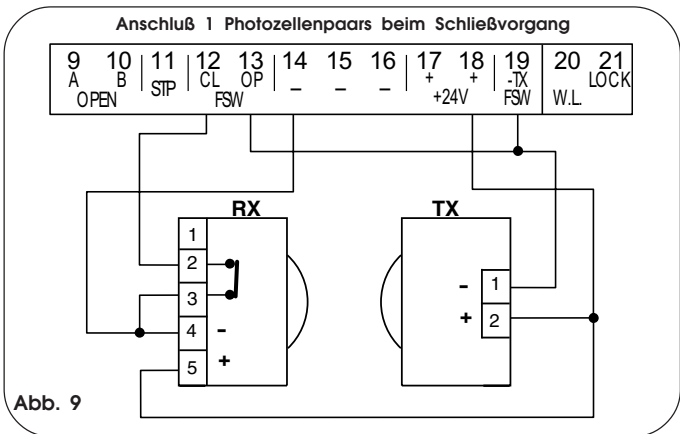 Anschluß 1 Photozellenpaars beim Schließvorgang
9 10 11 12 13 14 15 16 17 18 19 20 21
A B STP CL OP – – – + + -TX W.L. LOCK
OPEN FSW +24V FSW
RX TX
1
2
3
4 -
5 +
- 1
+ 2
Abb. 9